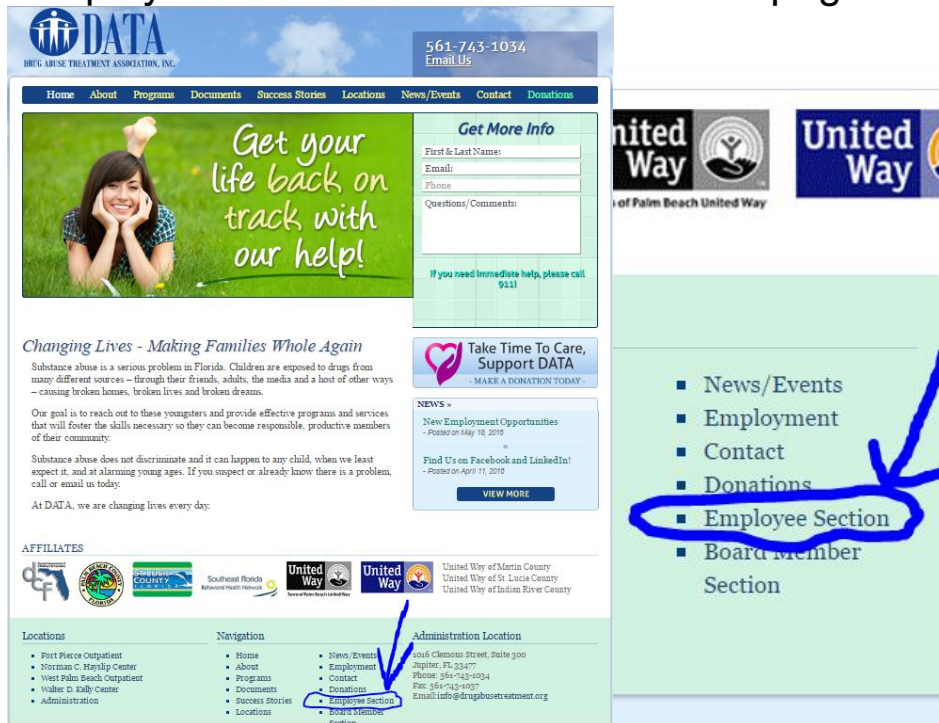 DATA
DRUG ABUSE TREATMENT ASSOCIATION, INC.
561-743-1034
Email Us
Home About Programs Documents Success Stories Locations News/Events Contact Donations
Get your
life back on
track with
our help!
Get More Info
First & Last Name:
Email:
Phone
Questions/Comments:
If you need immediate help, please call
911!
Changing Lives - Making Families Whole Again
Substance abuse is a serious problem in Florida. Children are exposed to drugs from
many different sources – through their friends, adults, the media and a host of other ways
– causing broken homes, broken lives and broken dreams.
Our goal is to reach out to these youngsters and provide effective programs and services
that will foster the skills necessary so they can become responsible, productive members
of their community.
Substance abuse does not discriminate and it can happen to any child, when we least
expect it, and at alarming young ages. If you suspect or already know there is a problem,
call or email us today.
At DATA, we are changing lives every day.
Take Time To Care,
Support DATA
- MAKE A DONATION TODAY -
NEWS »
New Employment Opportunities
- Posted on May 18, 2016
Find Us on Facebook and LinkedIn!
- Posted on April 11, 2016
VIEW MORE
AFFILIATES
dcf
PALM BEACH COUNTY
FLORIDA
COUNTY
FLORIDA
Southeast Florida
Behavioral Health Network
United
Way
Town of Palm Beach United Way
United
Way
United Way of Martin County
United Way of St. Lucie County
United Way of Indian River County
Locations
Fort Pierce Outpatient
Norman C. Hayslip Center
West Palm Beach Outpatient
Walter D. Kelly Center
Administration
Navigation
Home
About
Programs
Documents
Success Stories
Locations
News/Events
Employment
Contact
Donations
Employee Section
Board Member
Section
Administration Location
1016 Clemons Street, Suite 300
Jupiter, FL 33477
Phone: 561-743-1034
Fax: 561-743-1037
Email: info@drugabusetreatment.org
nited
Way
of Palm Beach United Way
United
Way
News/Events
Employment
Contact
Donations
Employee Section
Board Member
Section